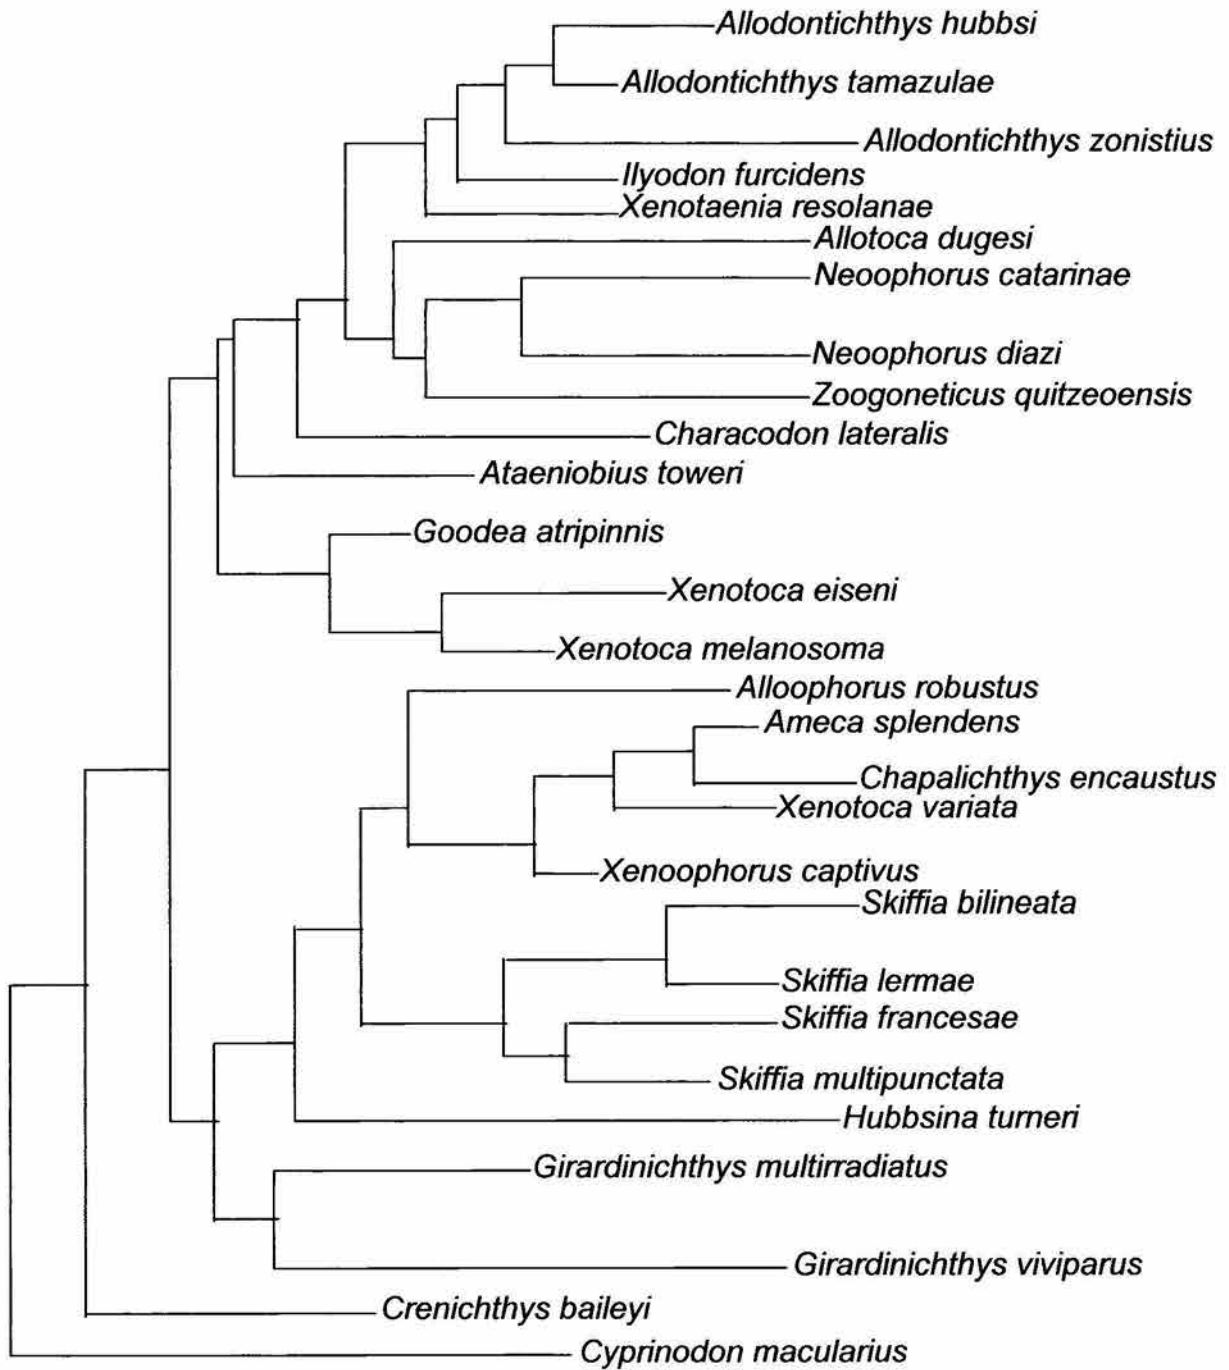 Allodontichthys hubbsi
Allodontichthys tamazulae
Allodontichthys zonistius
Ilyodon furcidens
Xenotaenia resolanae
Allotoca dugesi
Neoophorus catarinae
Neoophorus diazi
Zoogoneticus quitzeoensis
Characodon lateralis
Ataeniobius toweri
Goodea atripinnis
Xenotoca eiseni
Xenotoca melanosoma
Alloophorus robustus
Ameca splendens
Chapalichthys encaustus
Xenotoca variata
Xenoophorus captivus
Skiffia bilineata
Skiffia lermae
Skiffia francesae
Skiffia multipunctata
Hubbsina turneri
Girardinichthys multirradiatus
Girardinichthys viviparus
Crenichthys baileyi
Cyprinodon macularius